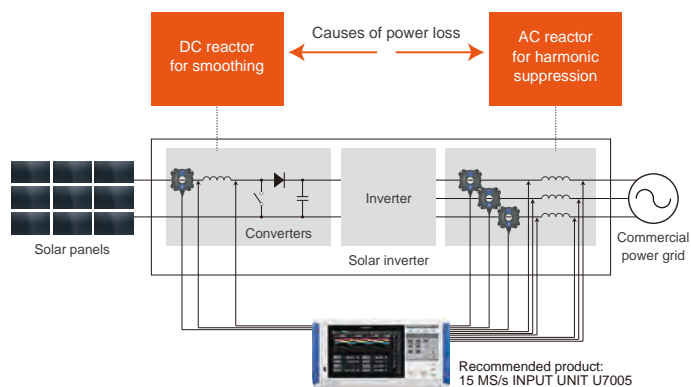 DC reactor
for smoothing
Causes of power loss
AC reactor
for harmonic
suppression
Solar panels
Converters
Inverter
Solar inverter
Commercial
power grid
Recommended product:
15 MS/s INPUT UNIT U7005